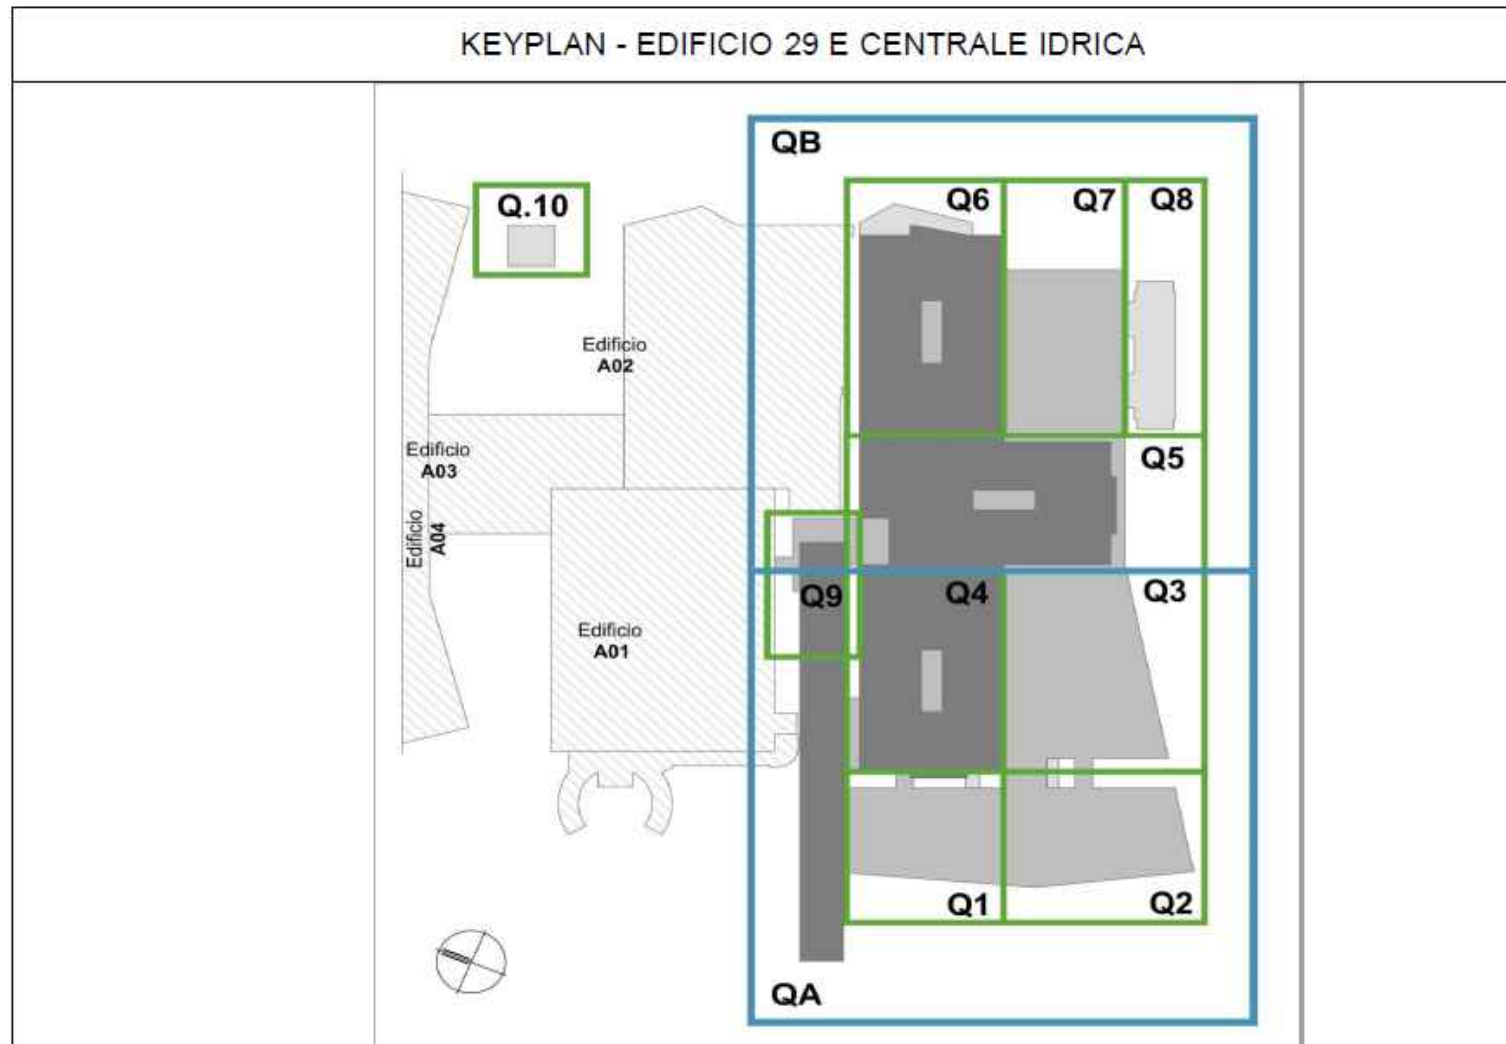 KEYPLAN - EDIFICIO 29 E CENTRALE IDRICA
QB
Q.10
Q6
Q7
Q8
Edificio
A02
Edificio
A03
Q5
Edificio
A04
Q9
Q4
Q3
Edificio
A01
Q1
Q2
QA